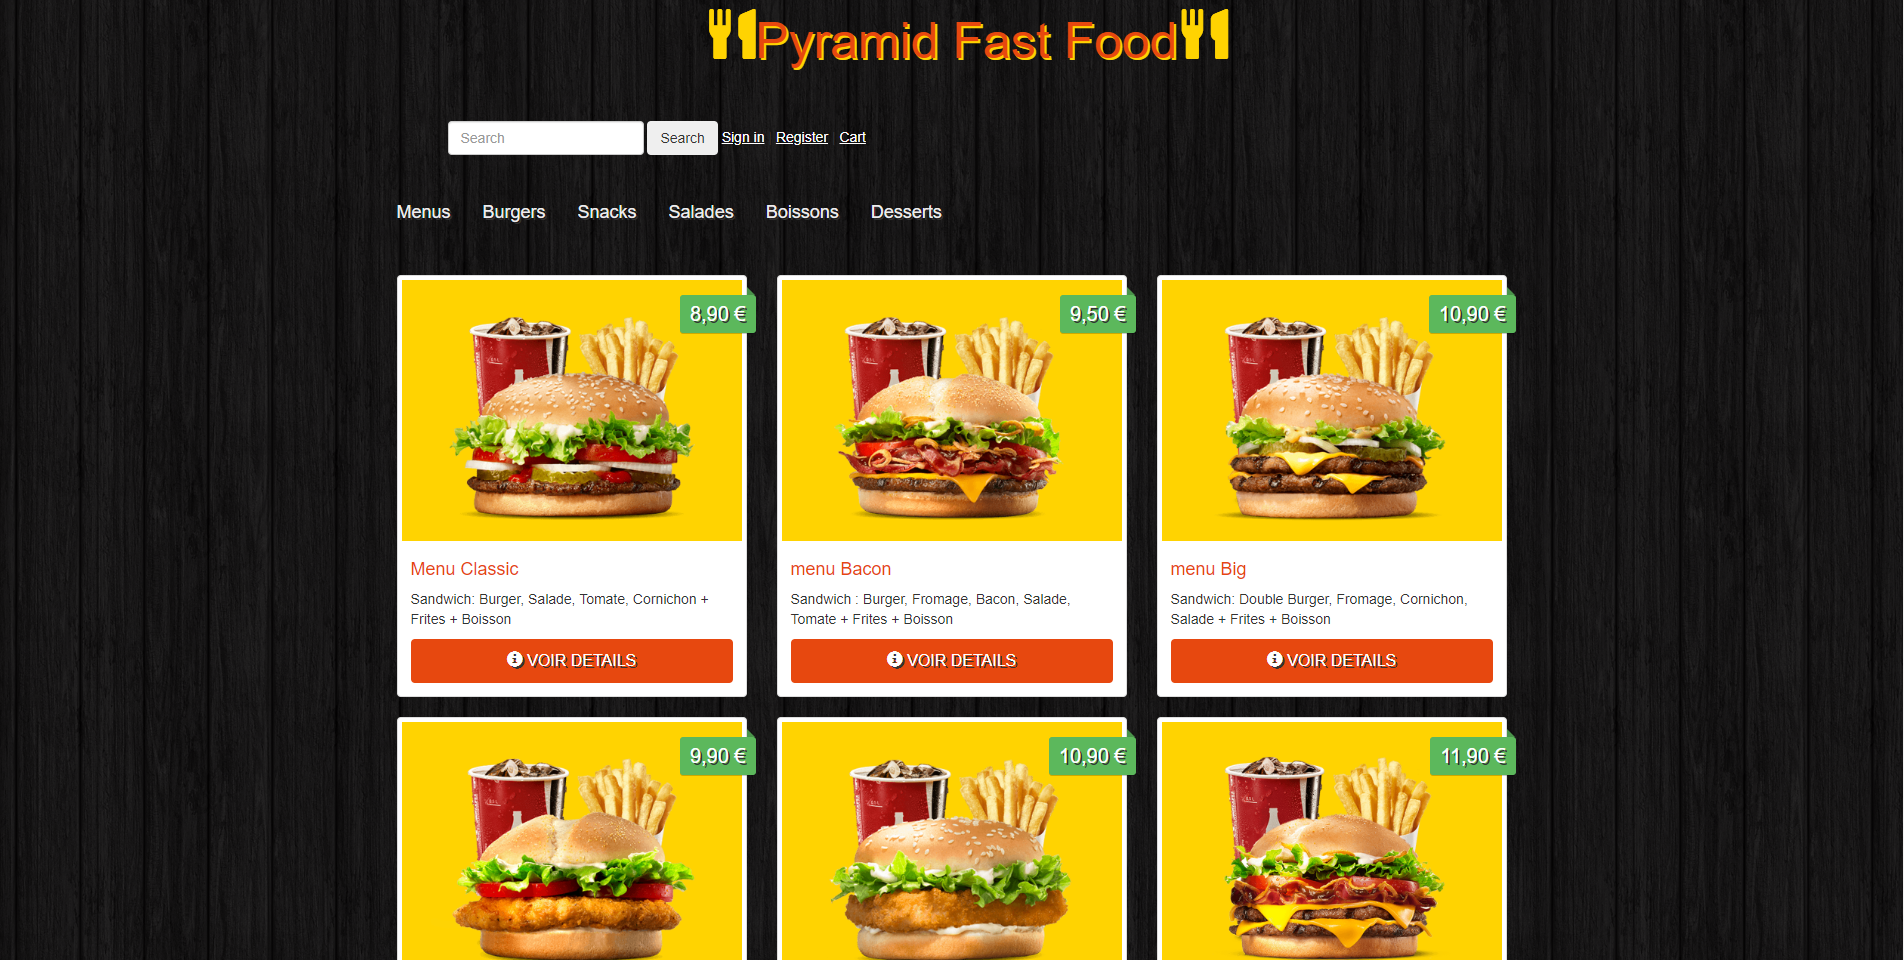 Pyramid Fast Food
Search Search Sign in | Register | Cart
Menus Burgers Snacks Salades Boissons Desserts
8,90 € 9,50 € 10,90 €
Menu Classic
Sandwich: Burger, Salade, Tomate, Cornichon +
Frites + Boisson
VOIR DETAILS
menu Bacon
Sandwich : Burger, Fromage, Bacon, Salade,
Tomate + Frites + Boisson
VOIR DETAILS
menu Big
Sandwich: Double Burger, Fromage, Cornichon,
Salade + Frites + Boisson
VOIR DETAILS
9,90 € 10,90 € 11,90 €